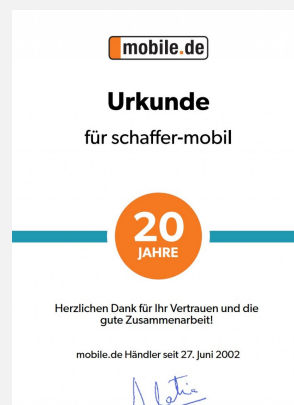 mobile.de
Urkunde
für schaffer-mobil
20
JAHRE
Herzlichen Dank für Ihr Vertrauen und die
gute Zusammenarbeit!
mobile.de Händler seit 27. Juni 2002